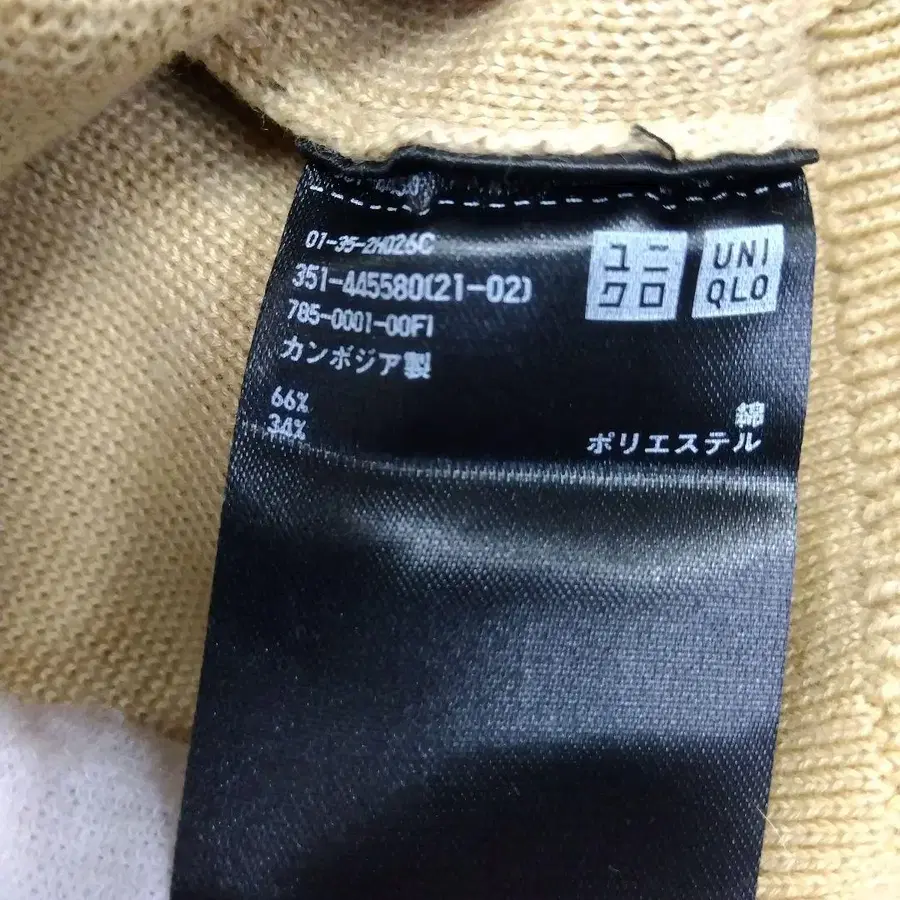 01-35-2H026C
351-445580(21-02)
785-0001-00FI
カンボジア製
ユニ
クロ
UNI
QLO
66% 綿
34% ポリエステル